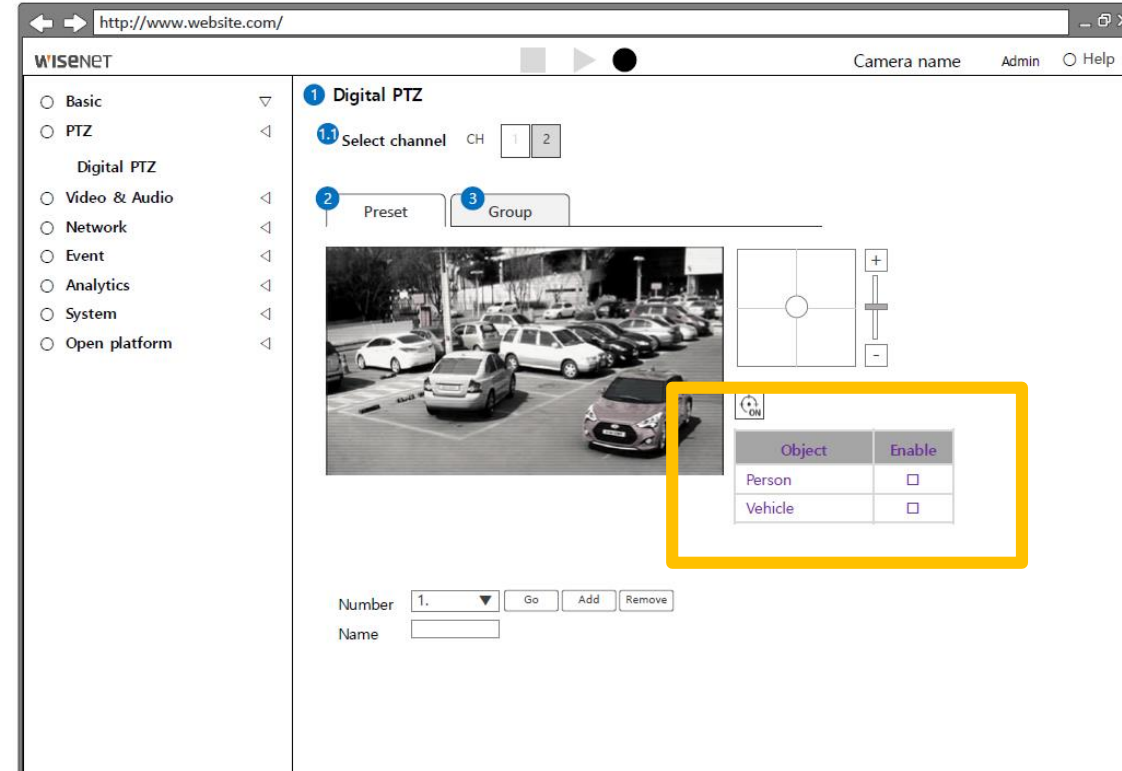 http://www.website.com/
WISENET
Camera name Admin Help
Basic
PTZ
Digital PTZ
Video & Audio
Network
Event
Analytics
System
Open platform
1 Digital PTZ
1.1 Select channel CH 1 2
2 Preset 3 Group
+
-
ON
Object Enable
Person
Vehicle
Number 1. Go Add Remove
Name